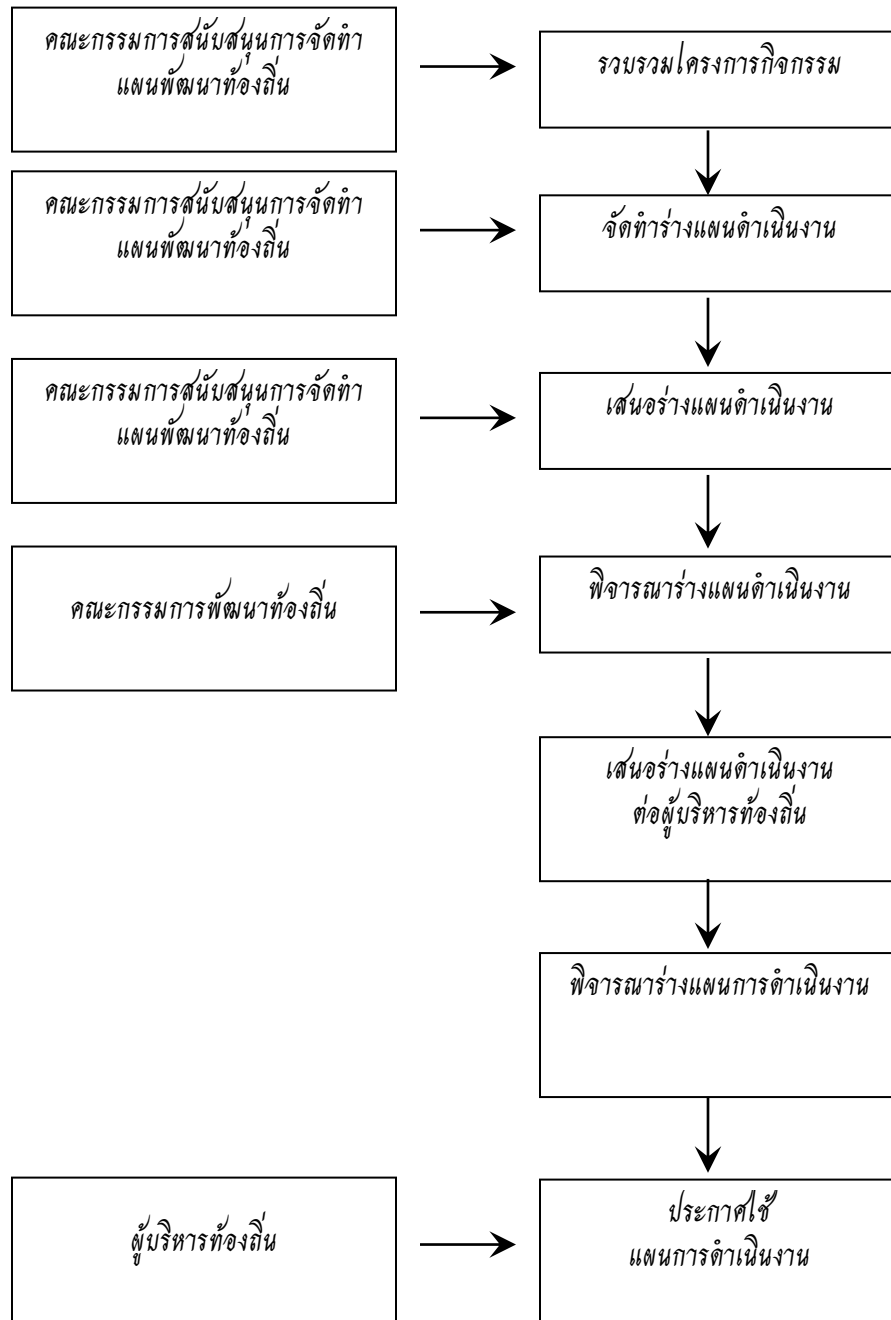 คณะกรรมการสนับสนุนการจัดทำ
แผนพัฒนาท้องถิ่น
รวบรวมโครงการกิจกรรม
คณะกรรมการสนับสนุนการจัดทำ
แผนพัฒนาท้องถิ่น
จัดทำร่างแผนดำเนินงาน
คณะกรรมการสนับสนุนการจัดทำ
แผนพัฒนาท้องถิ่น
เสนอร่างแผนดำเนินงาน
คณะกรรมการพัฒนาท้องถิ่น
พิจารณาร่างแผนดำเนินงาน
เสนอร่างแผนดำเนินงาน
ต่อผู้บริหารท้องถิ่น
พิจารณาร่างแผนการดำเนินงาน
ผู้บริหารท้องถิ่น
ประกาศใช้
แผนการดำเนินงาน